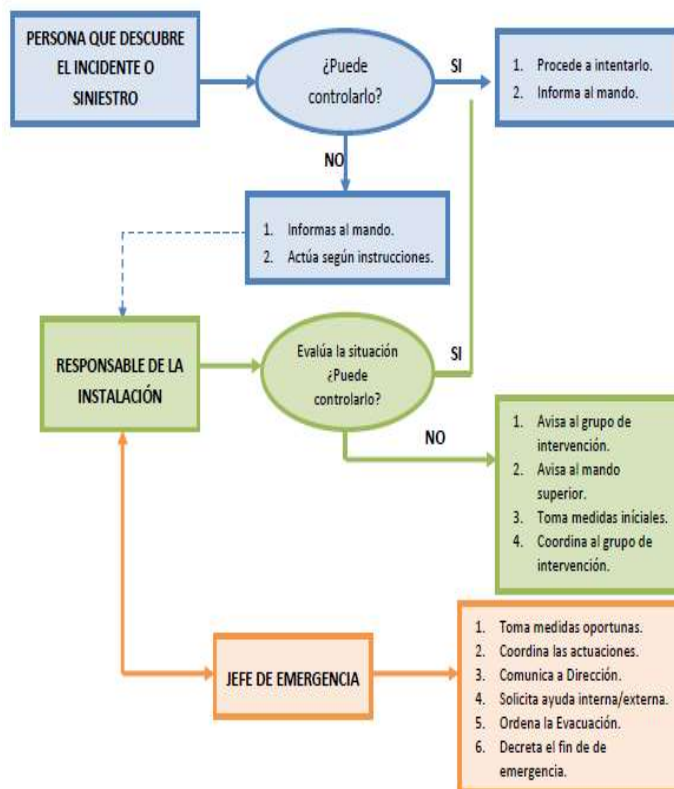 PERSONA QUE DESCUBRE
EL INCIDENTE O
SINIESTRO
¿Puede
controlarlo?
SI
1. Procede a intentarlo.
2. Informa al mando.
NO
1. Informas al mando.
2. Actúa según instrucciones.
RESPONSABLE DE LA
INSTALACIÓN
Evalúa la situación
¿Puede
controlarlo?
SI
NO
1. Avisa al grupo de
intervención.
2. Avisa al mando
superior.
3. Toma medidas iníciales.
4. Coordina al grupo de
intervención.
JEFE DE EMERGENCIA
1. Toma medidas oportunas.
2. Coordina las actuaciones.
3. Comunica a Dirección.
4. Solicita ayuda interna/externa.
5. Ordena la Evacuación.
6. Decreta el fin de de
emergencia.